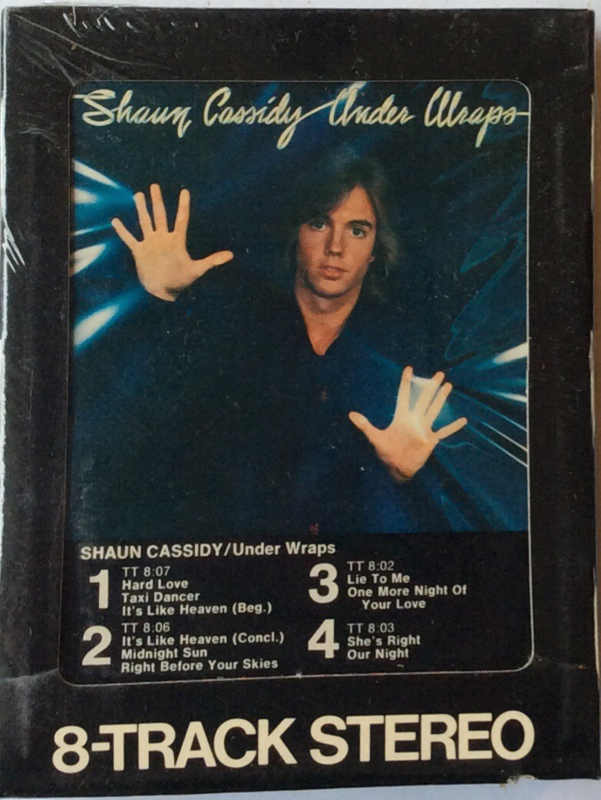 Shaun Cassidy Under Wraps
SHAUN CASSIDY/Under Wraps
1
TT 8:07
Hard Love
Taxi Dancer
It's Like Heaven (Beg.)
2
TT 8:06
It's Like Heaven (Concl.)
Midnight Sun
Right Before Your Skies
3
TT 8:02
Lie To Me
One More Night Of
Your Love
4
TT 8:03
She's Right
Our Night
8-TRACK STEREO